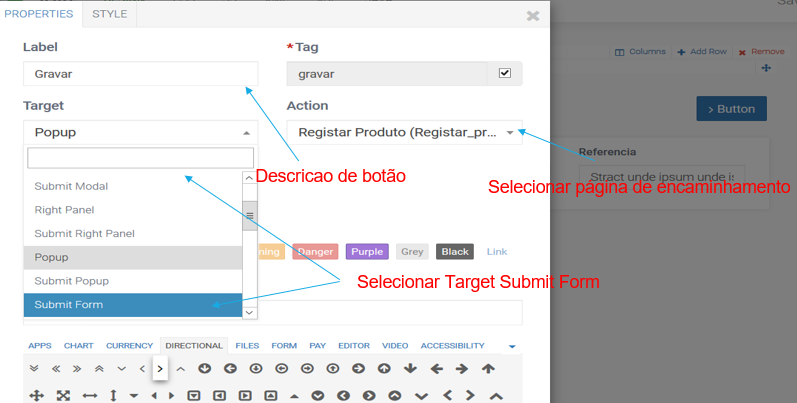 PROPERTIES STYLE
Label
*Tag
Gravar
gravar
Target
Action
Popup
Registar Produto (Registar_pr...
Submit Modal
Right Panel
Submit Right Panel
Popup
Submit Popup
Submit Form
Descricao de botão
Selecionar página de encaminhamento
Selecionar Target Submit Form
Danger Purple Grey Black Link
APPS CHART CURRENCY DIRECTIONAL FILES FORM PAY EDITOR VIDEO ACCESSIBILITY
Columns Add Row Remove
> Button
Referencia
Stract unde ipsum unde is